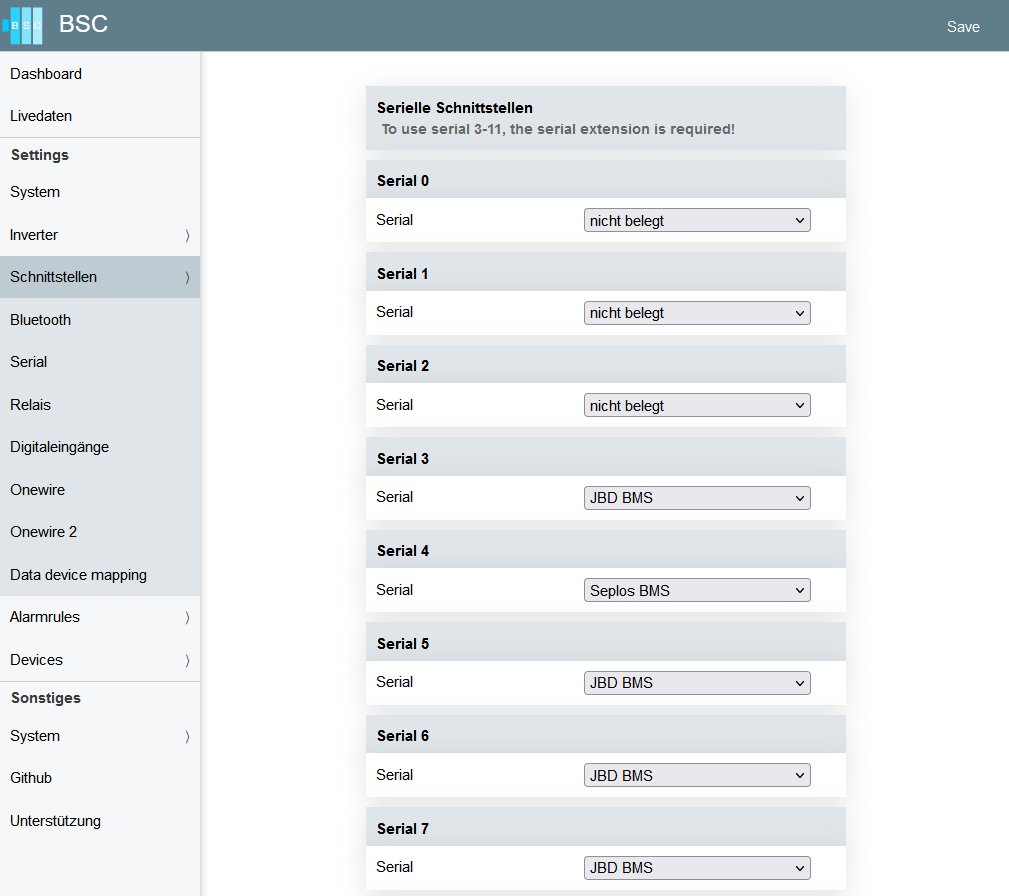 BSC
BSC
Save
Dashboard
Livedaten
Settings
System
Inverter
Schnittstellen
Bluetooth
Serial
Relais
Digitaleingänge
Onewire
Onewire 2
Data device mapping
Alarmrules
Devices
Sonstiges
System
Github
Unterstützung
Serielle Schnittstellen
To use serial 3-11, the serial extension is required!
Serial 0
Serial nicht belegt
Serial 1
Serial nicht belegt
Serial 2
Serial nicht belegt
Serial 3
Serial JBD BMS
Serial 4
Serial Seplos BMS
Serial 5
Serial JBD BMS
Serial 6
Serial JBD BMS
Serial 7
Serial JBD BMS